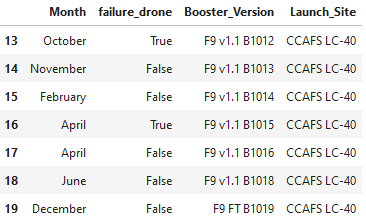 Month failure_drone Booster_Version Launch_Site
13 October True F9 v1.1 B1012 CCAFS LC-40
14 November False F9 v1.1 B1013 CCAFS LC-40
15 February False F9 v1.1 B1014 CCAFS LC-40
16 April True F9 v1.1 B1015 CCAFS LC-40
17 April False F9 v1.1 B1016 CCAFS LC-40
18 June False F9 v1.1 B1018 CCAFS LC-40
19 December False F9 FT B1019 CCAFS LC-40